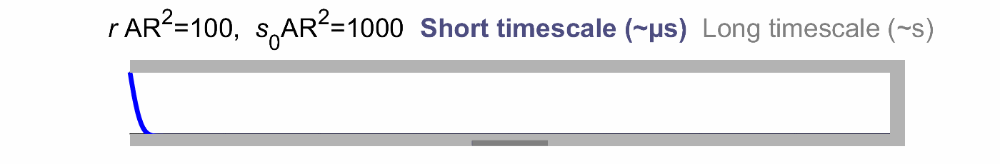 r AR²=100, s₀AR²=1000 Short timescale (~µs) Long timescale (~s)